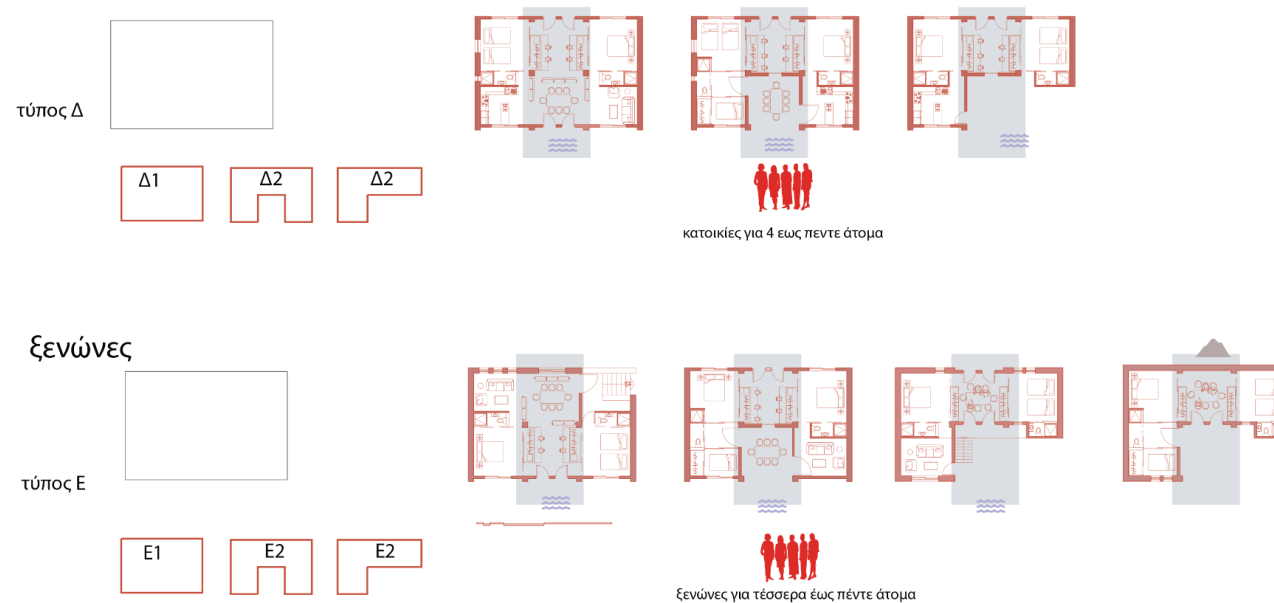 τύπος Δ
Δ1
Δ2
Δ2
κατοικίες για 4 εως πεντε άτομα
ξενώνες
τύπος Ε
Ε1
Ε2
Ε2
ξενώνες για τέσσερα έως πέντε άτομα